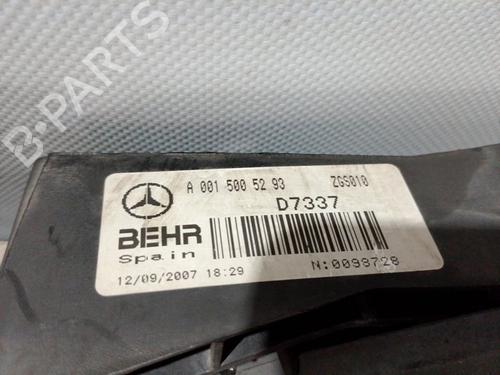 B-PARTS
A 001 500 52 93 ZGS010
D7337
BEHR
Spain
12/09/2007 18:29 N:0098728